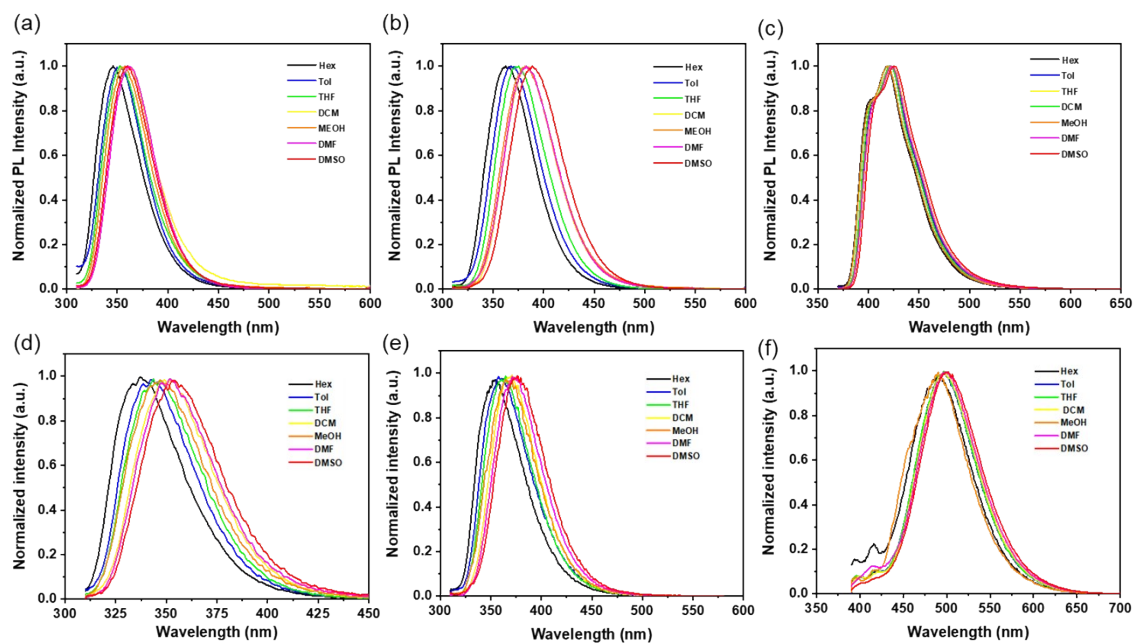 (a)
Normalized PL Intensity (a.u.)
1.0
0.8
0.6
0.4
0.2
0.0
Hex
Tol
THF
DCM
MEOH
DMF
DMSO
300 350 400 450 500 550 600
Wavelength (nm)
(b)
Normalized PL Intensity (a.u.)
1.0
0.8
0.6
0.4
0.2
0.0
Hex
Tol
THF
DCM
MEOH
DMF
DMSO
300 350 400 450 500 550 600
Wavelength (nm)
(c)
Normalized PL Intensity (a.u.)
1.0
0.8
0.6
0.4
0.2
0.0
Hex
Tol
THF
DCM
MeOH
DMF
DMSO
350 400 450 500 550 600 650
Wavelength (nm)
(d)
Normalized intensity (a.u.)
1.0
0.8
0.6
0.4
0.2
0.0
Hex
Tol
THF
DCM
MeOH
DMF
DMSO
300 325 350 375 400 425 450
Wavelength (nm)
(e)
Normalized intensity (a.u.)
1.0
0.8
0.6
0.4
0.2
0.0
Hex
Tol
THF
DCM
MeOH
DMF
DMSO
300 350 400 450 500 550 600
Wavelength (nm)
(f)
Normalized intensity (a.u.)
1.0
0.8
0.6
0.4
0.2
0.0
Hex
Tol
THF
DCM
MeOH
DMF
DMSO
350 400 450 500 550 600 650 700
Wavelength (nm)